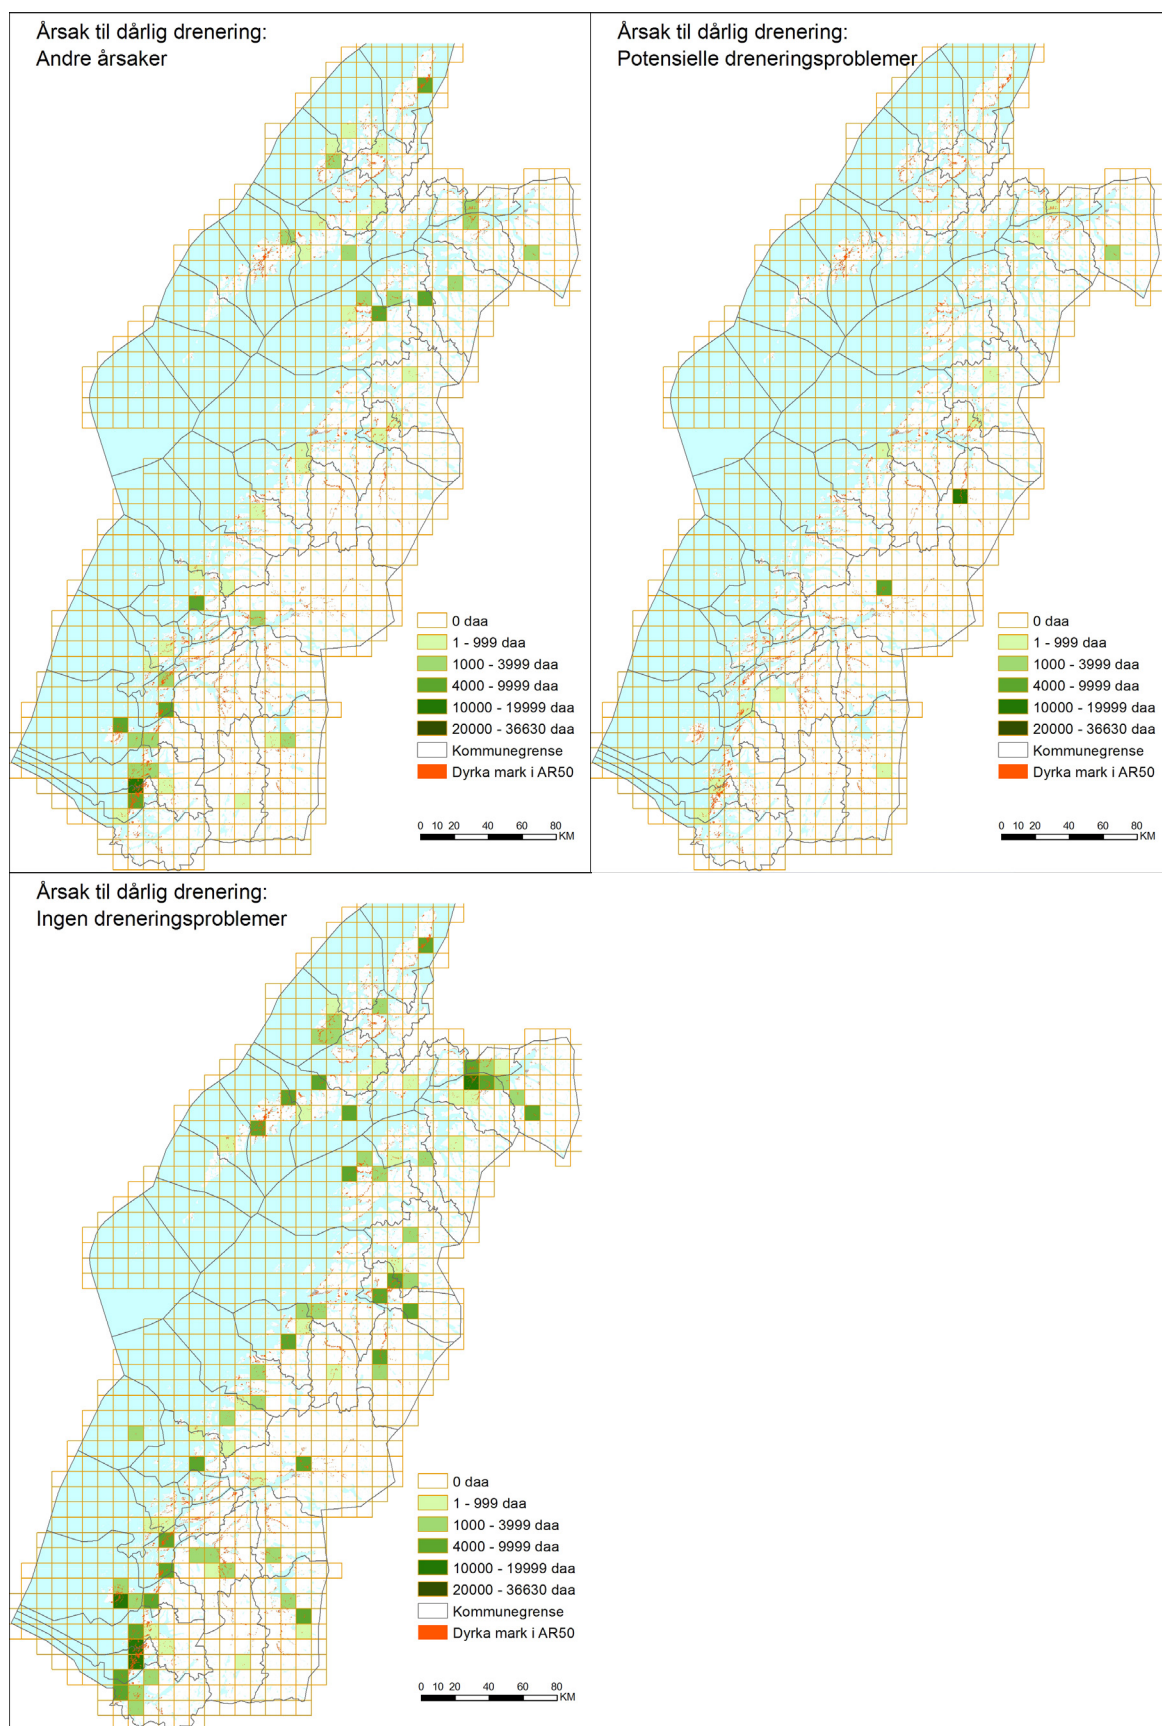 Årsak til dårlig drenering:
Andre årsaker
0 daa
1 - 999 daa
1000 - 3999 daa
4000 - 9999 daa
10000 - 19999 daa
20000 - 36630 daa
Kommunegrense
Dyrka mark i AR50
0 10 20 40 60 80
KM
Årsak til dårlig drenering:
Potensielle dreneringsproblemer
0 daa
1 - 999 daa
1000 - 3999 daa
4000 - 9999 daa
10000 - 19999 daa
20000 - 36630 daa
Kommunegrense
Dyrka mark i AR50
0 10 20 40 60 80
KM
Årsak til dårlig drenering:
Ingen dreneringsproblemer
0 daa
1 - 999 daa
1000 - 3999 daa
4000 - 9999 daa
10000 - 19999 daa
20000 - 36630 daa
Kommunegrense
Dyrka mark i AR50
0 10 20 40 60 80
KM